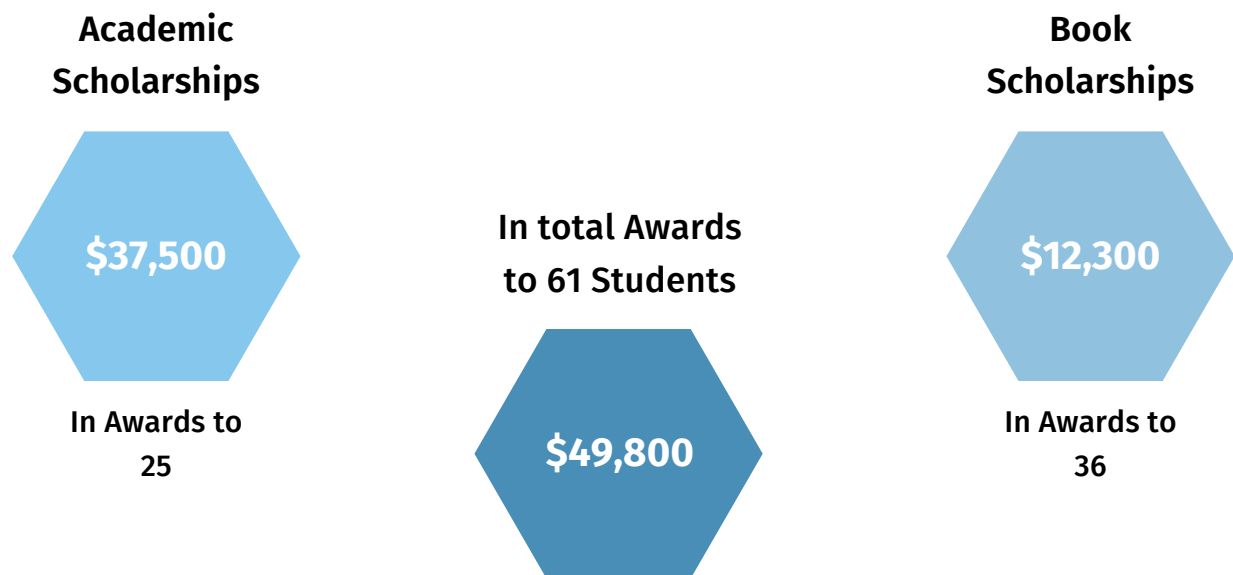 Academic
Scholarships
$37,500
In Awards to
25
In total Awards
to 61 Students
$49,800
Book
Scholarships
$12,300
In Awards to
36